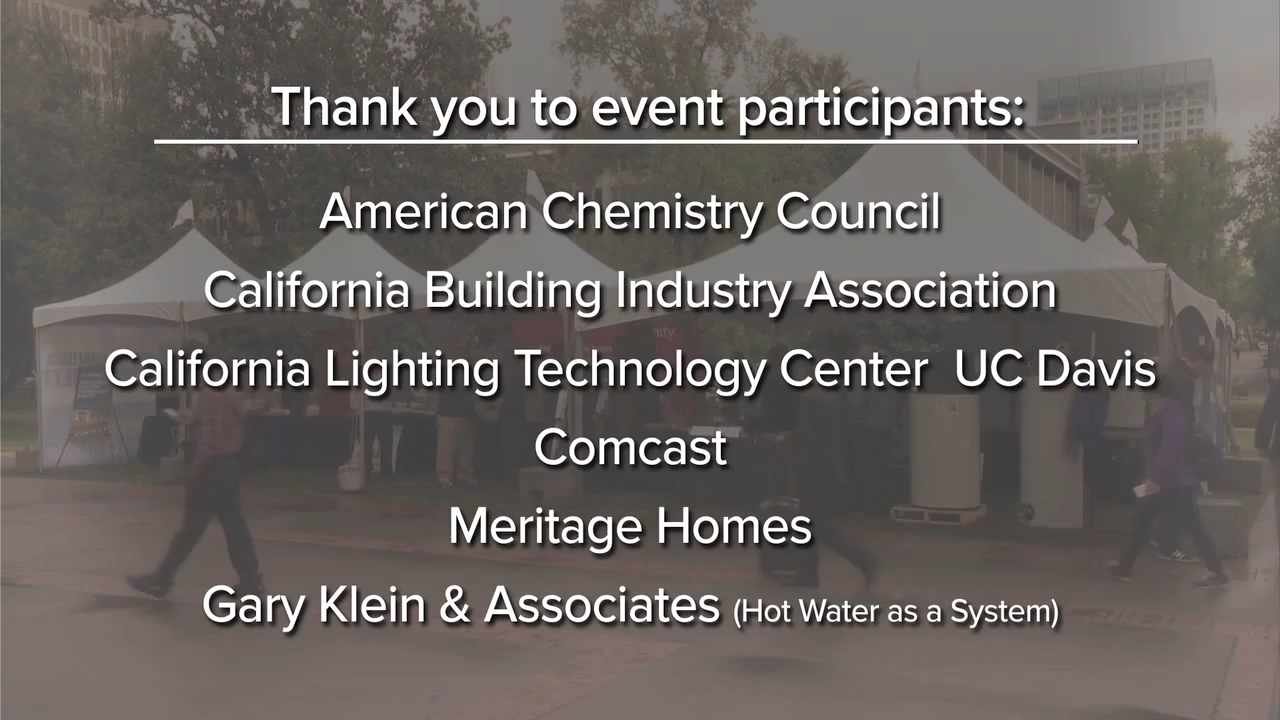 Thank you to event participants:
American Chemistry Council
California Building Industry Association
California Lighting Technology Center  UC Davis
Comcast
Meritage Homes
Gary Klein & Associates (Hot Water as a System)